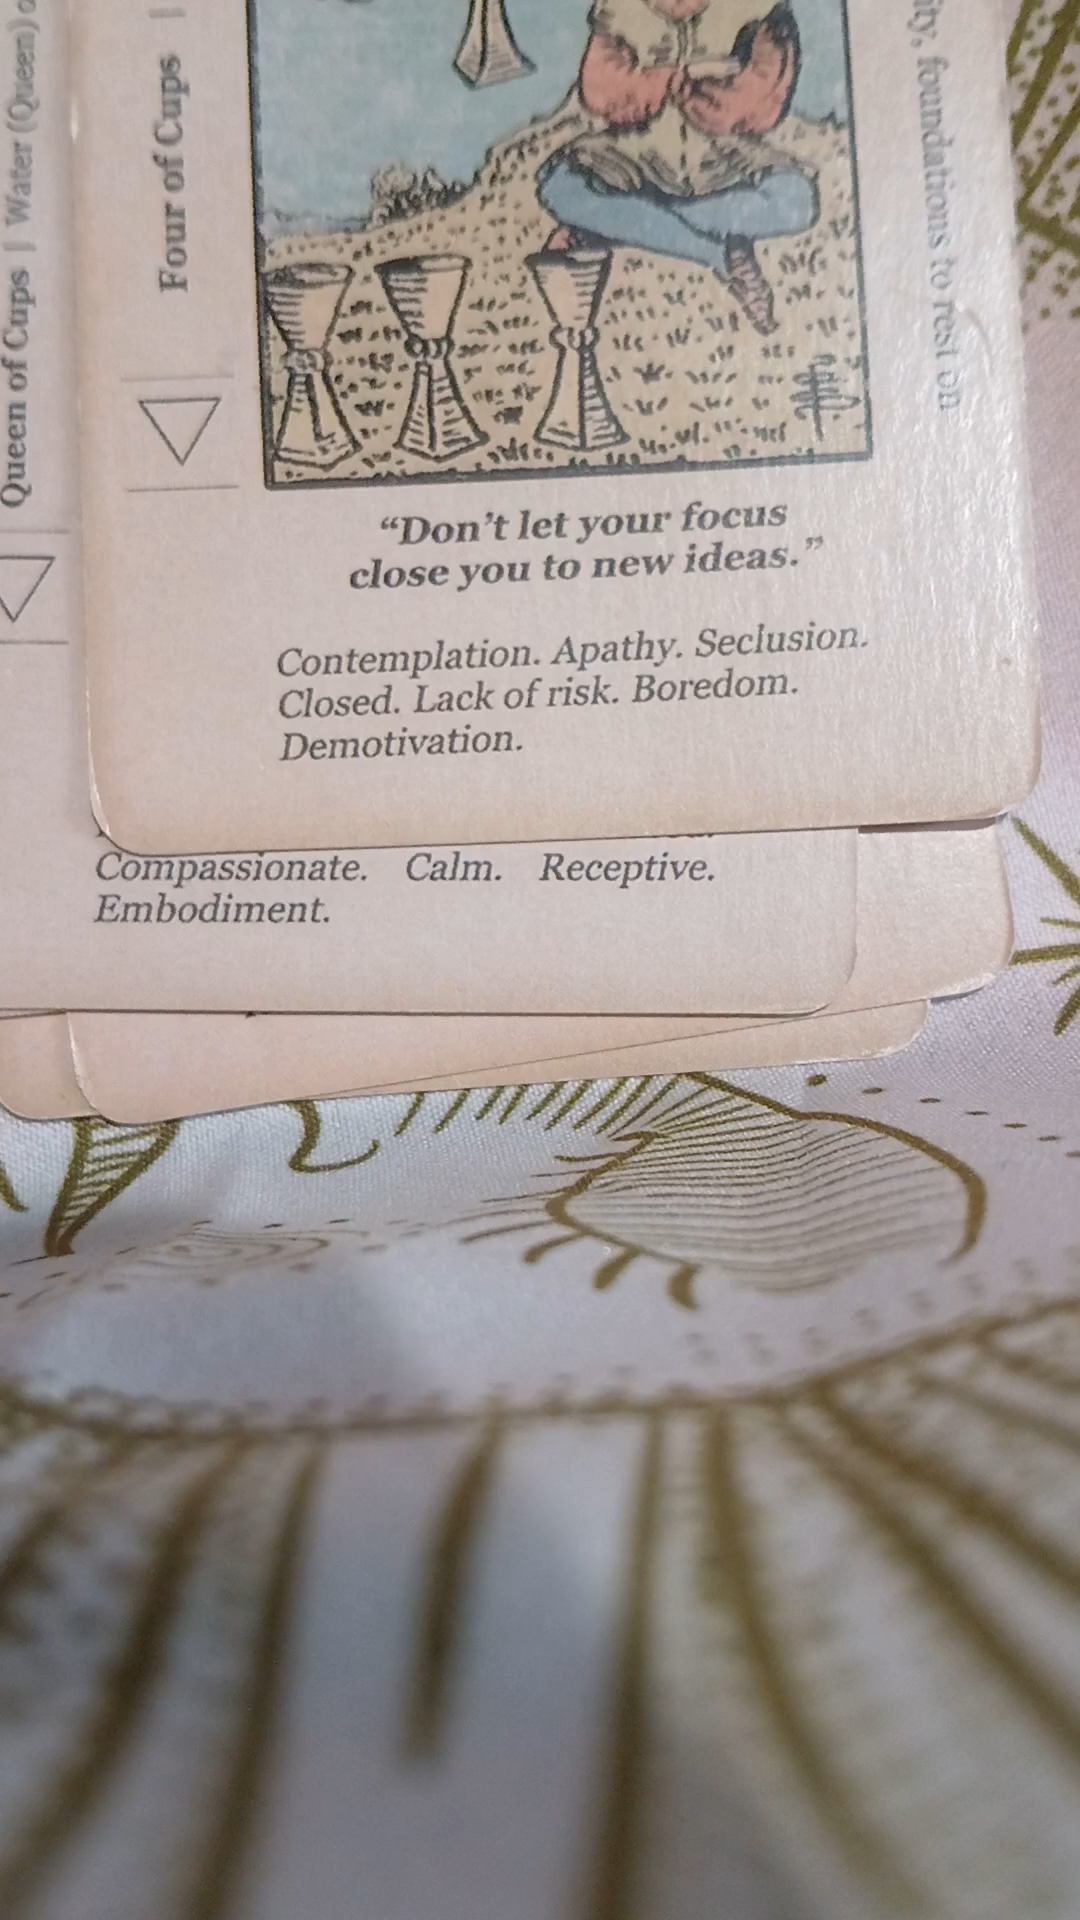 Queen of Cups | Water (Queen)
Four of Cups |
foundations to rest on
“Don’t let your focus
close you to new ideas.”
Contemplation. Apathy. Seclusion.
Closed. Lack of risk. Boredom.
Demotivation.
Compassionate. Calm. Receptive.
Embodiment.